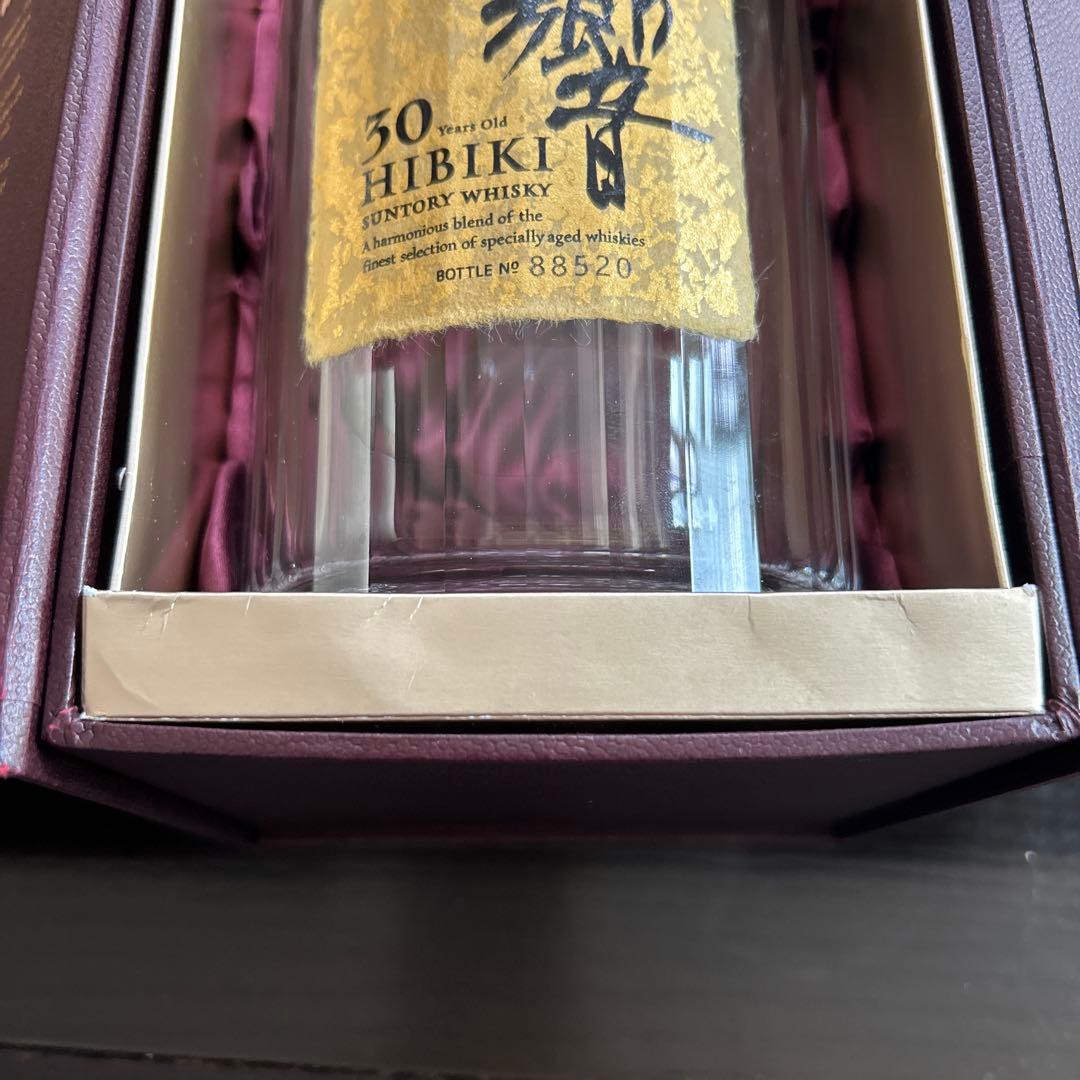 響
30 Years Old
HIBIKI
SUNTORY WHISKY
A harmonious blend of the
finest selection of specially aged whiskies
BOTTLE Nº 88520